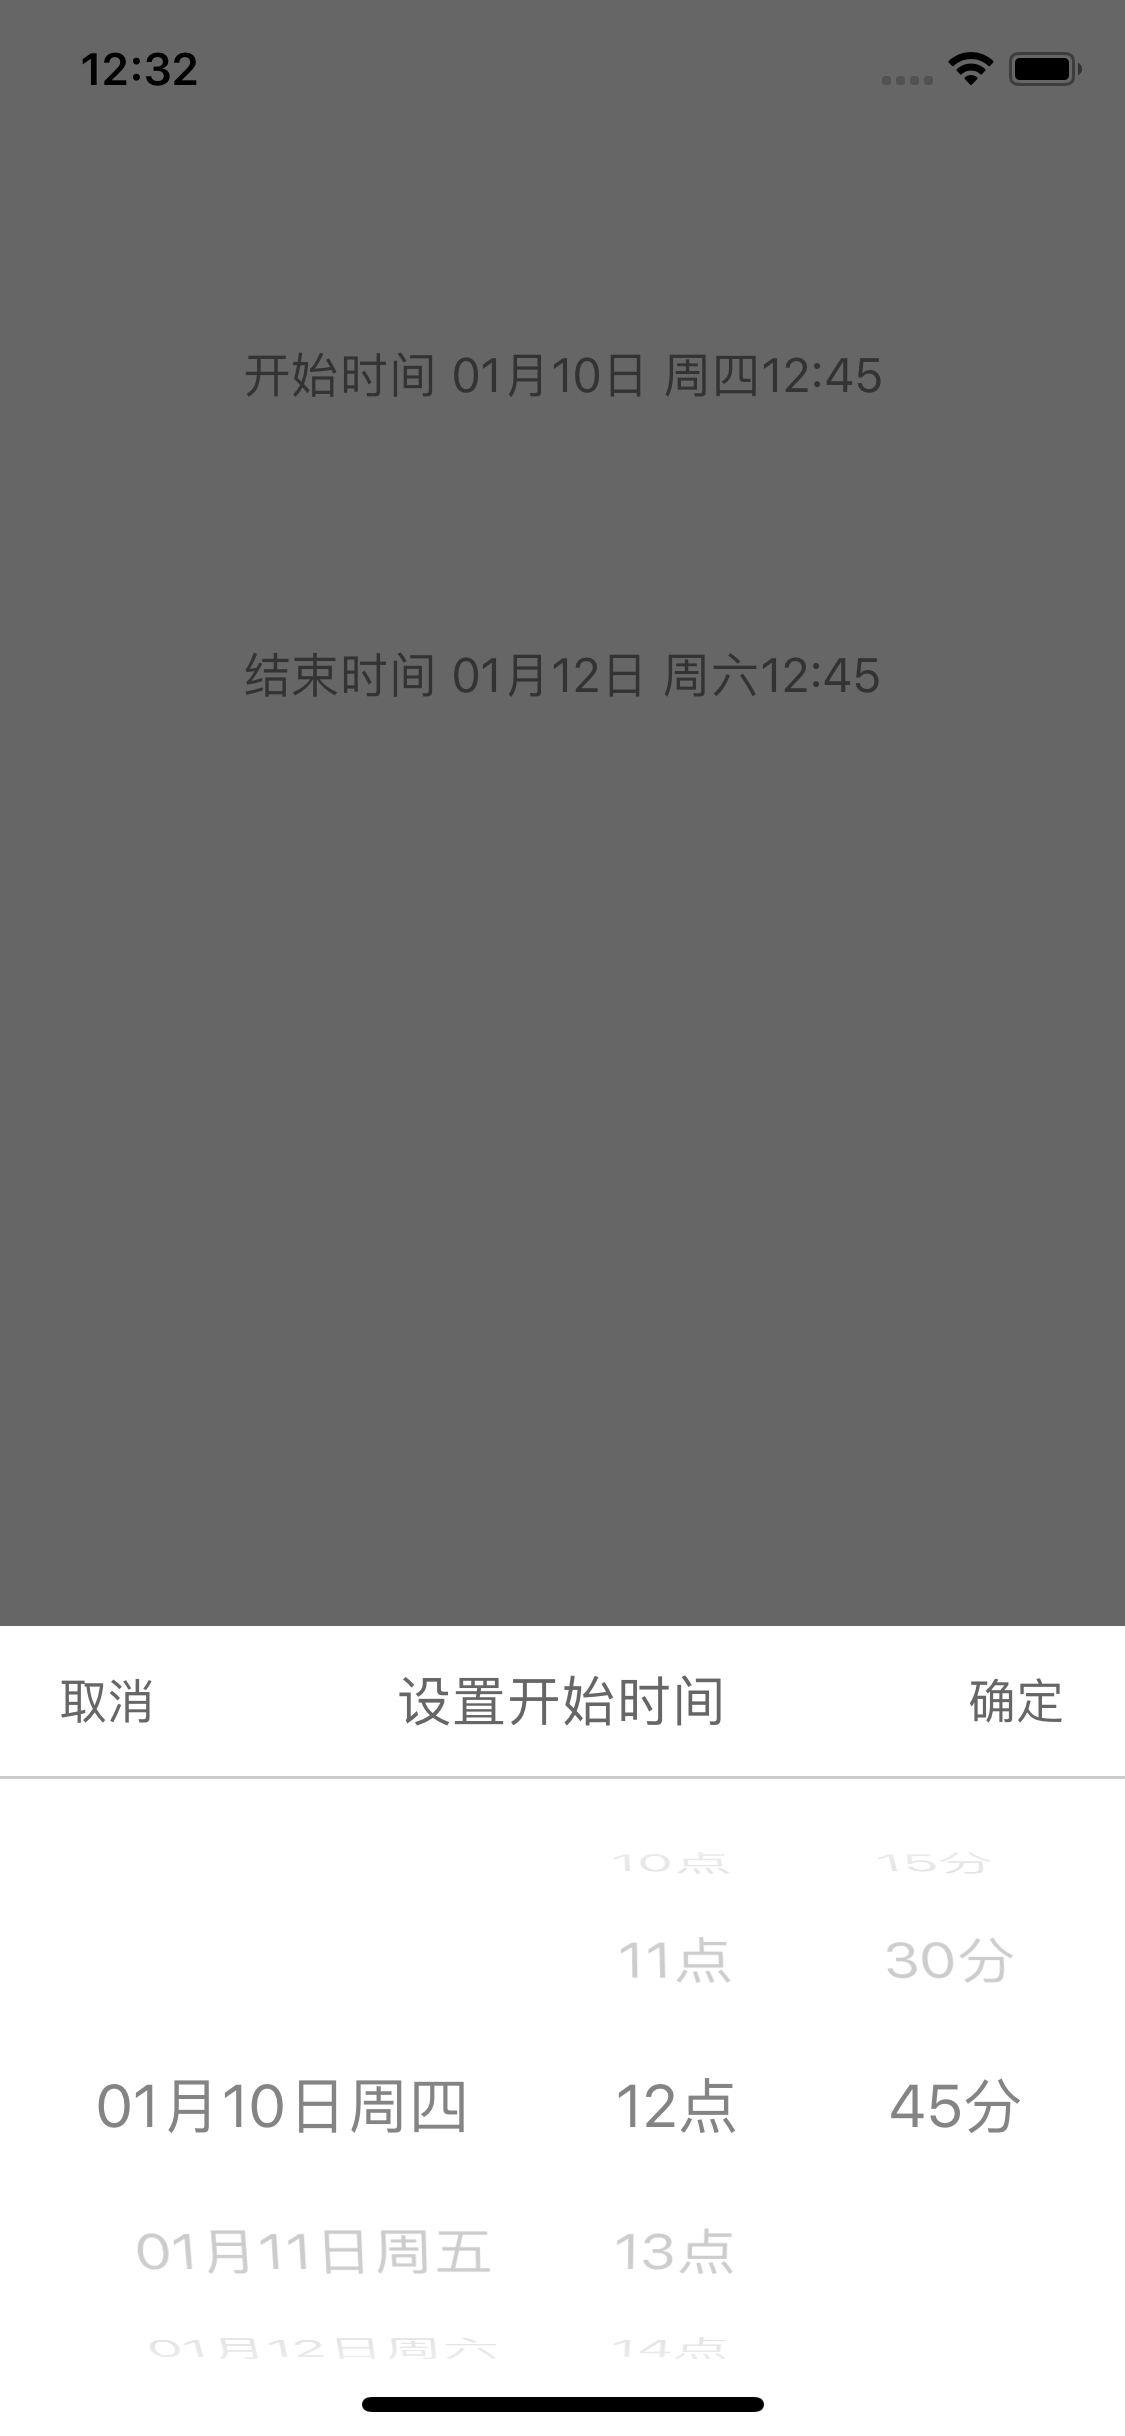 12:32
开始时间 01月10日 周四12:45
结束时间 01月12日 周六12:45
取消 设置开始时间 确定
10点 15分
11点 30分
01月10日周四 12点 45分
01月11日周五 13点
01月12日周六 14点